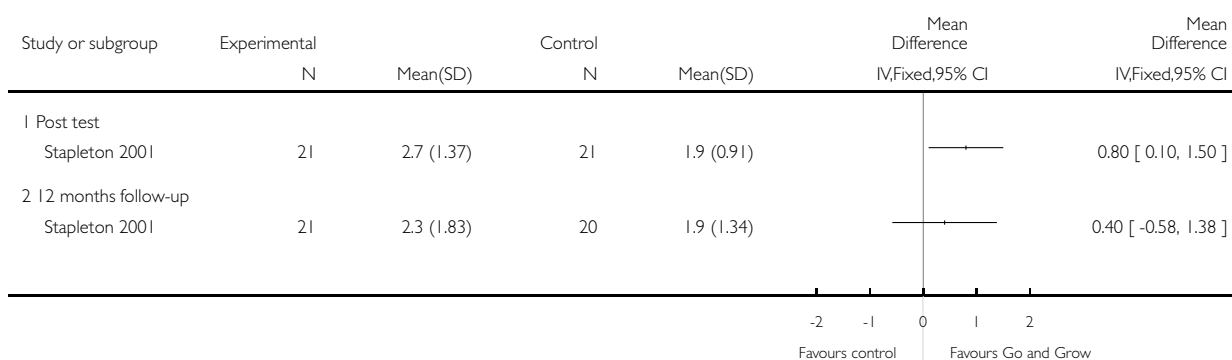 Mean Mean
Study or subgroup Experimental Control Difference Difference
N Mean(SD) N Mean(SD) IV,Fixed,95% CI IV,Fixed,95% CI
1 Post test
Stapleton 2001 21 2.7 (1.37) 21 1.9 (0.91) 0.80 [ 0.10, 1.50 ]
2 12 months follow-up
Stapleton 2001 21 2.3 (1.83) 20 1.9 (1.34) 0.40 [ -0.58, 1.38 ]
-2 -1 0 1 2
Favours control Favours Go and Grow